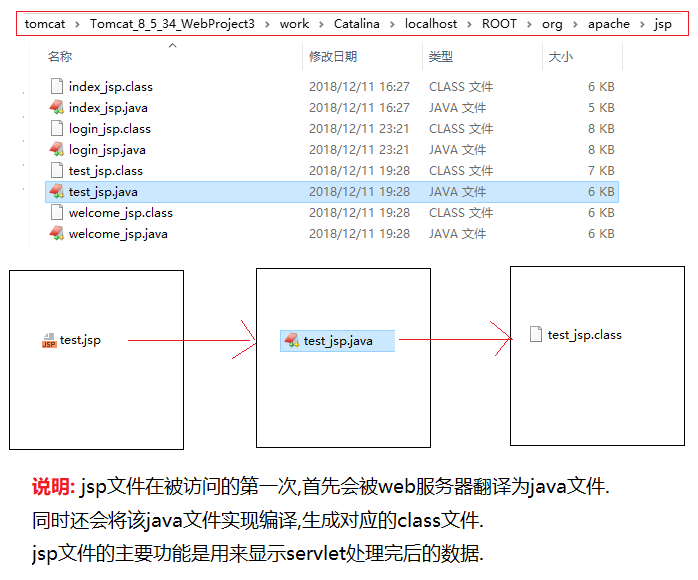 tomcat › Tomcat_8_5_34_WebProject3 › work › Catalina › localhost › ROOT › org › apache › jsp
名称 修改日期 类型 大小
index_jsp.class 2018/12/11 16:27 CLASS 文件 6 KB
index_jsp.java 2018/12/11 16:27 JAVA 文件 5 KB
login_jsp.class 2018/12/11 23:21 CLASS 文件 8 KB
login_jsp.java 2018/12/11 23:21 JAVA 文件 8 KB
test_jsp.class 2018/12/11 19:28 CLASS 文件 7 KB
test_jsp.java 2018/12/11 19:28 JAVA 文件 6 KB
welcome_jsp.class 2018/12/11 19:28 CLASS 文件 6 KB
welcome_jsp.java 2018/12/11 19:28 JAVA 文件 6 KB
JSP test.jsp
test_jsp.java
test_jsp.class
说明: jsp文件在被访问的第一次,首先会被web服务器翻译为java文件.
同时还会将该java文件实现编译,生成对应的class文件.
jsp文件的主要功能是用来显示servlet处理完后的数据.